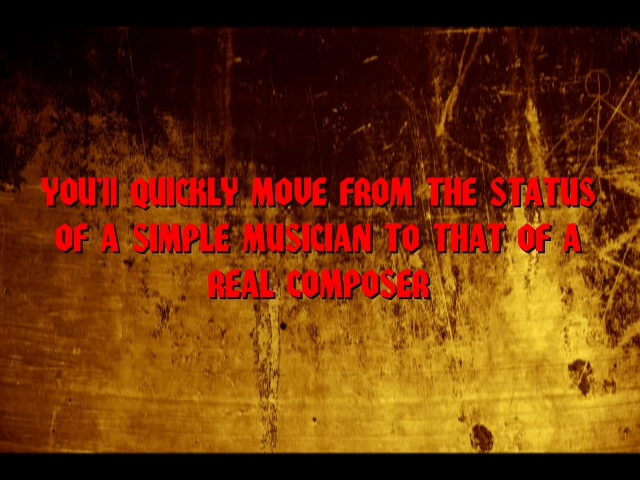 YOU'll QUICKLY MOVE FROM THE STATUS
OF A SIMPLE MUSICIAN TO THAT OF A
REAL COMPOSER